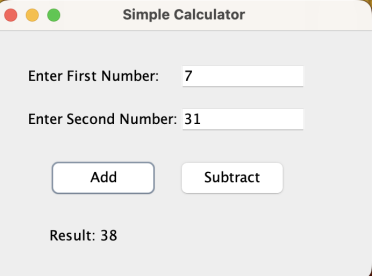 Simple Calculator
Enter First Number: 7
Enter Second Number: 31
Add Subtract
Result: 38